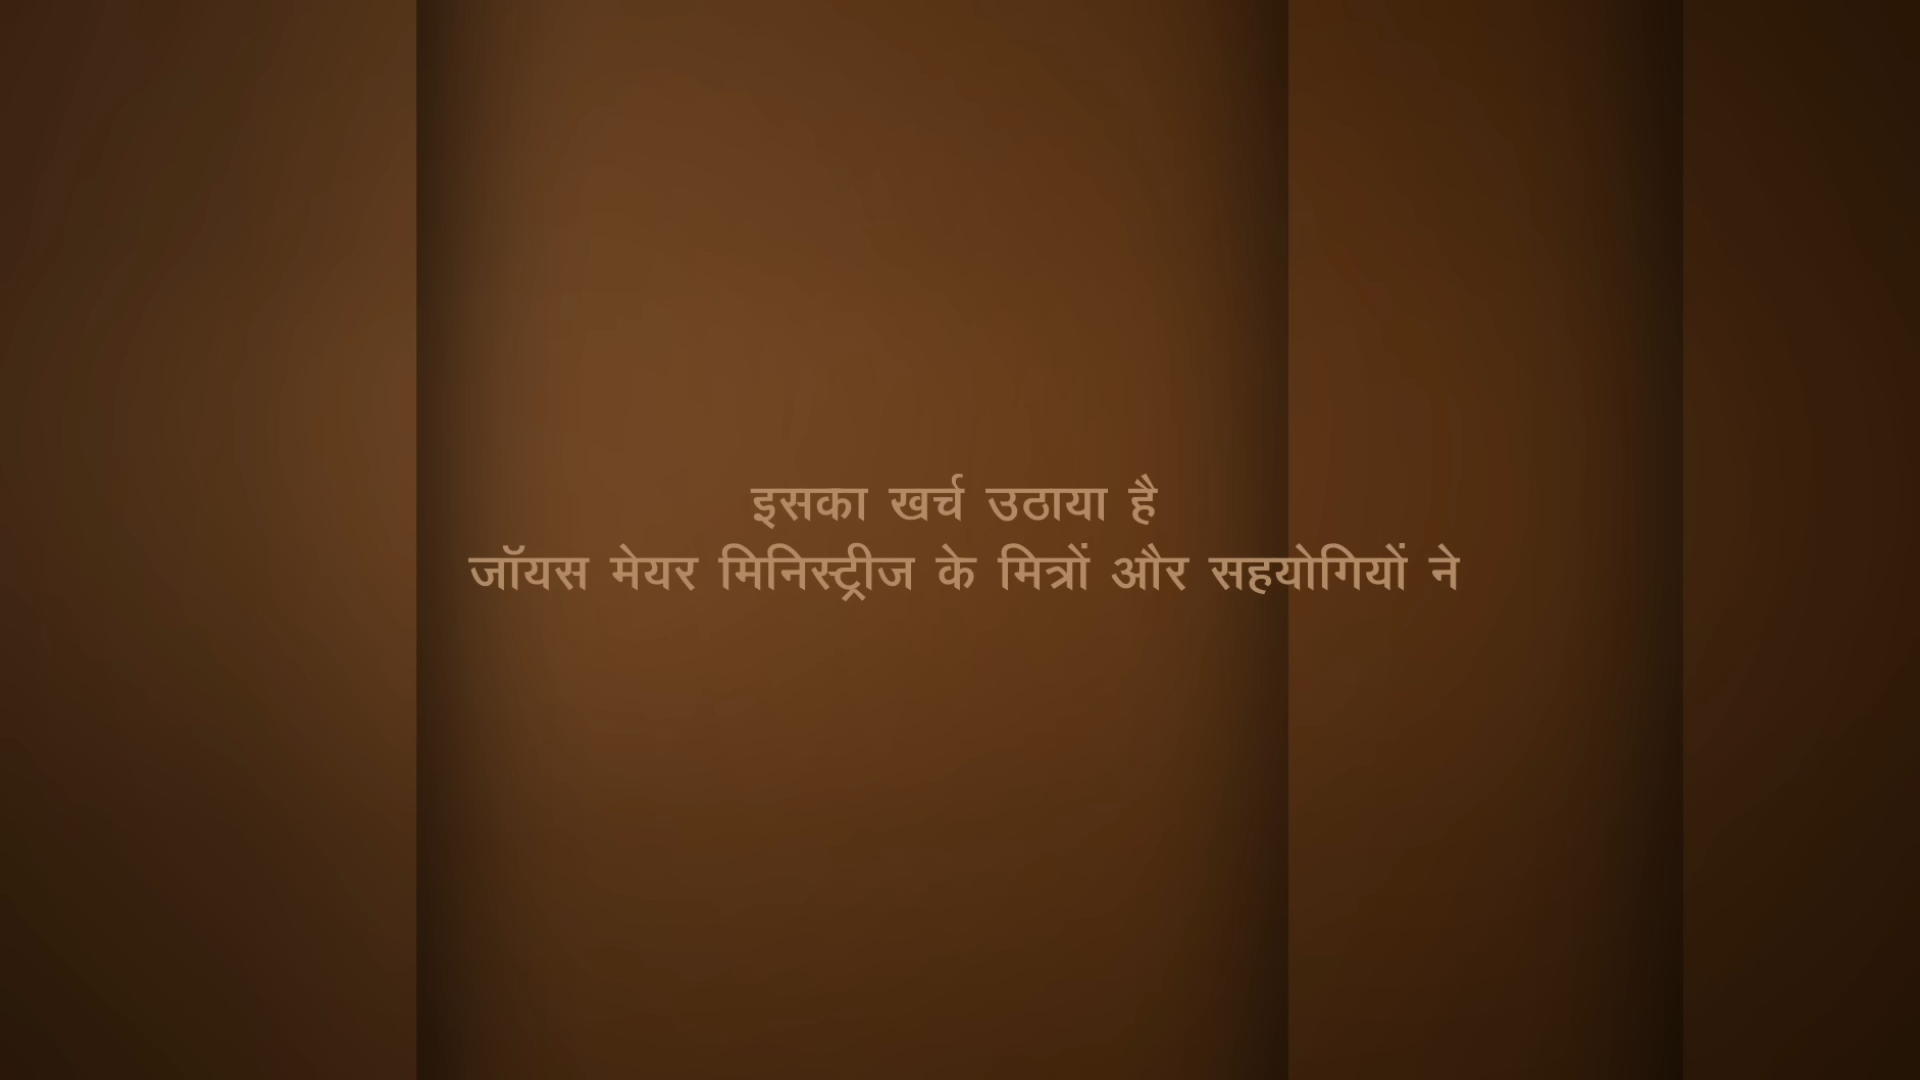 इसका खर्च उठाया है
जॉयस मेयर मिनिस्ट्रीज के मित्रों और सहयोगियों ने